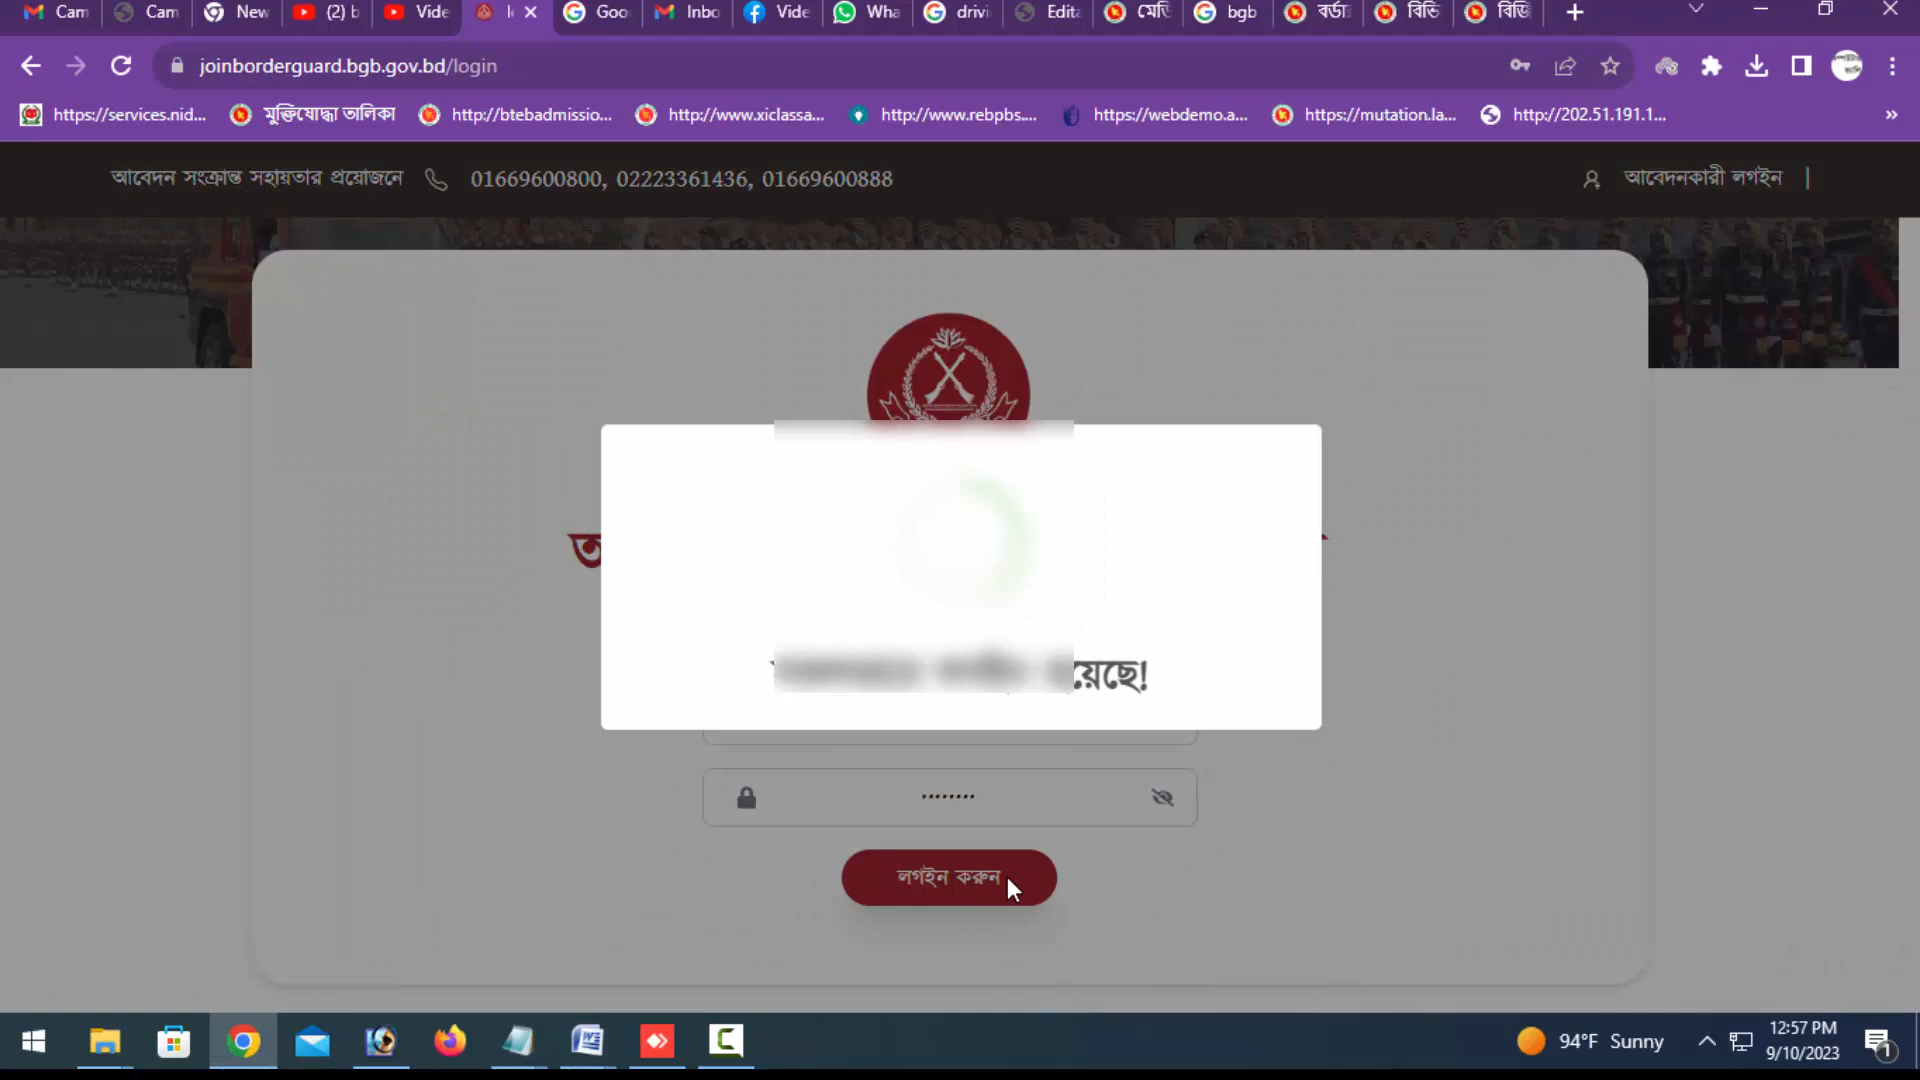 Cam Cam New (2) b Vide Goo Inbo Vide Wha drivi Edita মেডি bgb বর্ডা বিভি বিজি
joinborderguard.bgb.gov.bd/login
https://services.nid... মুক্তিযোদ্ধা তালিকা http://btebadmissio... http://www.xiclassa... http://www.rebpbs.... https://webdemo.a... https://mutation.la... http://202.51.191.1... »
আবেদন সংক্রান্ত সহায়তার প্রয়োজনে 01669600800, 02223361436, 01669600888 আবেদনকারী লগইন |
য়েছে!
••••••••
লগইন করুন
94°F Sunny
12:57 PM
9/10/2023
1